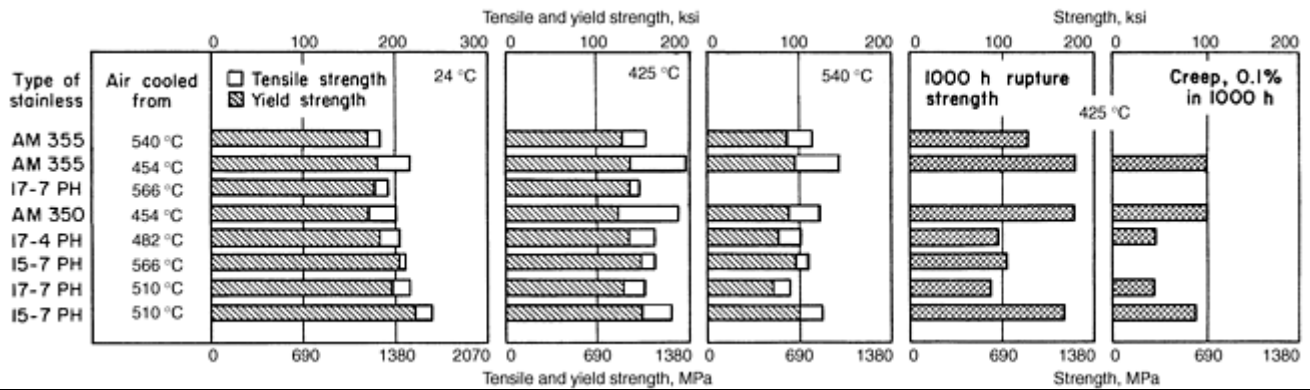 Tensile and yield strength, ksi Strength, ksi
0 100 200 300 0 100 200 0 100 200 0 100 200 0 100 200
Type of stainless Air cooled from Tensile strength 24 °C 425 °C 540 °C 1000 h rupture strength Creep, 0.1% in 1000 h
Yield strength
425 °C
AM 355 540 °C
AM 355 454 °C
17-7 PH 566 °C
AM 350 454 °C
17-4 PH 482 °C
15-7 PH 566 °C
17-7 PH 510 °C
15-7 PH 510 °C
0 690 1380 2070 0 690 1380 0 690 1380 0 690 1380 0 690 1380
Tensile and yield strength, MPa Strength, MPa